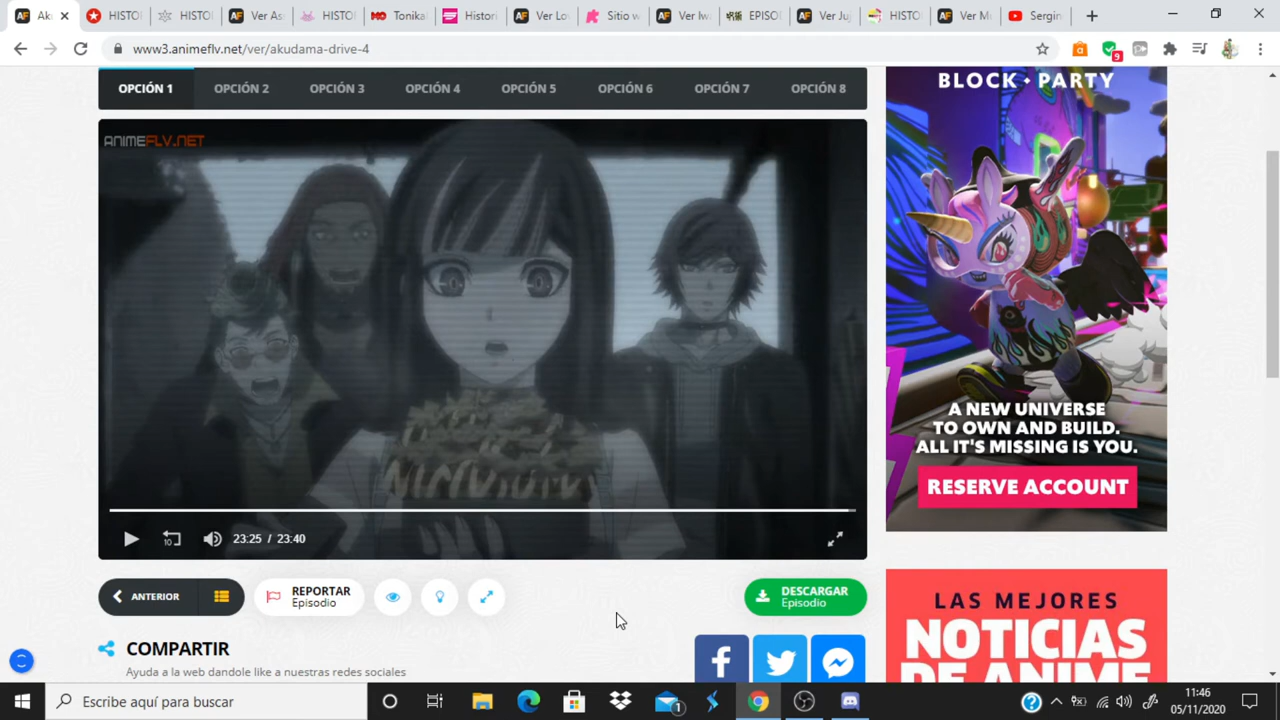 Ak
HISTO
HISTO
Ver As
HISTO
Tonika
Histori
Ver Lo
Sitio w
Ver Iw
EPISO
Ver Ju
HISTO
Ver M
Sergin
www3.animeflv.net/ver/akudama-drive-4
9
OPCIÓN 1
OPCIÓN 2
OPCIÓN 3
OPCIÓN 4
OPCIÓN 5
OPCIÓN 6
OPCIÓN 7
OPCIÓN 8
ANIMEFLV.NET
10
23:25 / 23:40
ANTERIOR
REPORTAR
Episodio
DESCARGAR
Episodio
COMPARTIR
Ayuda a la web dandole like a nuestras redes sociales
BLOCK PARTY
A NEW UNIVERSE
TO OWN AND BUILD.
ALL IT'S MISSING IS YOU.
RESERVE ACCOUNT
LAS MEJORES
NOTICIAS
DE ANIME
Escribe aquí para buscar
1
11:46
05/11/2020